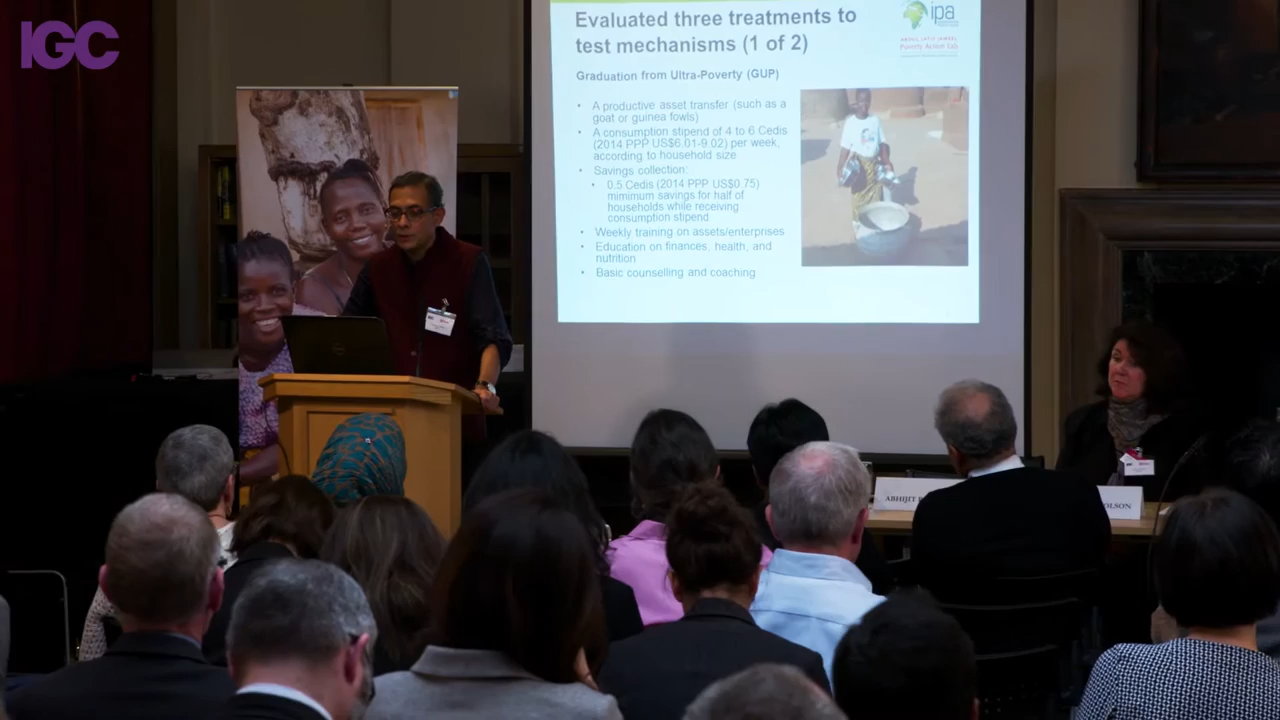 IGC
Evaluated three treatments to
test mechanisms (1 of 2)
ipa
Poverty Action Lab
Graduation from Ultra-Poverty (GUP)
• A productive asset transfer (such as a
goat or guinea fowls)
• A consumption stipend of 4 to 6 Cedis
(2014 PPP US$6.01-9.02) per week,
according to household size
• Savings collection:
• 0.5 Cedis (2014 PPP US$0.75)
mimimum savings for half of
households while receiving
consumption stipend
• Weekly training on assets/enterprises
• Education on finances, health, and
nutrition
• Basic counselling and coaching
ABHIJIT
OLSON